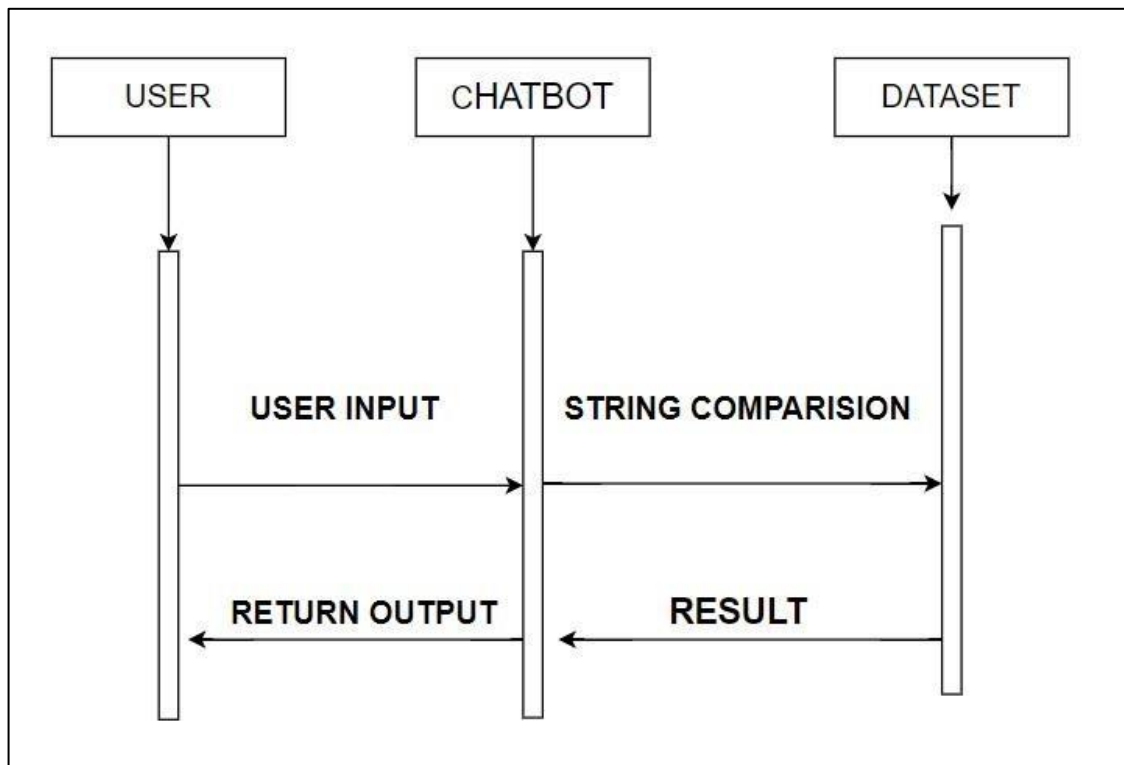 USER
cHATBOT
DATASET
USER INPUT
STRING COMPARISION
RETURN OUTPUT
RESULT